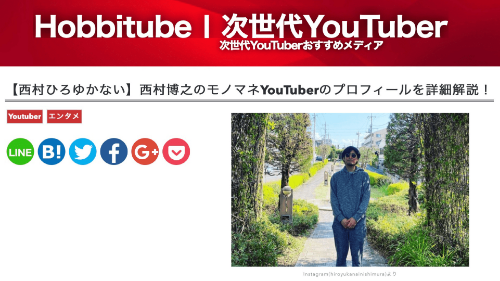 Hobbitube | 次世代YouTuber
次世代YouTuberおすすめメディア
【西村ひろゆかない】西村博之のモノマネYouTuberのプロフィールを詳細解説！
Youtuber エンタメ
LINE B! f G+
Instagram(hiroyukanainishimura)より